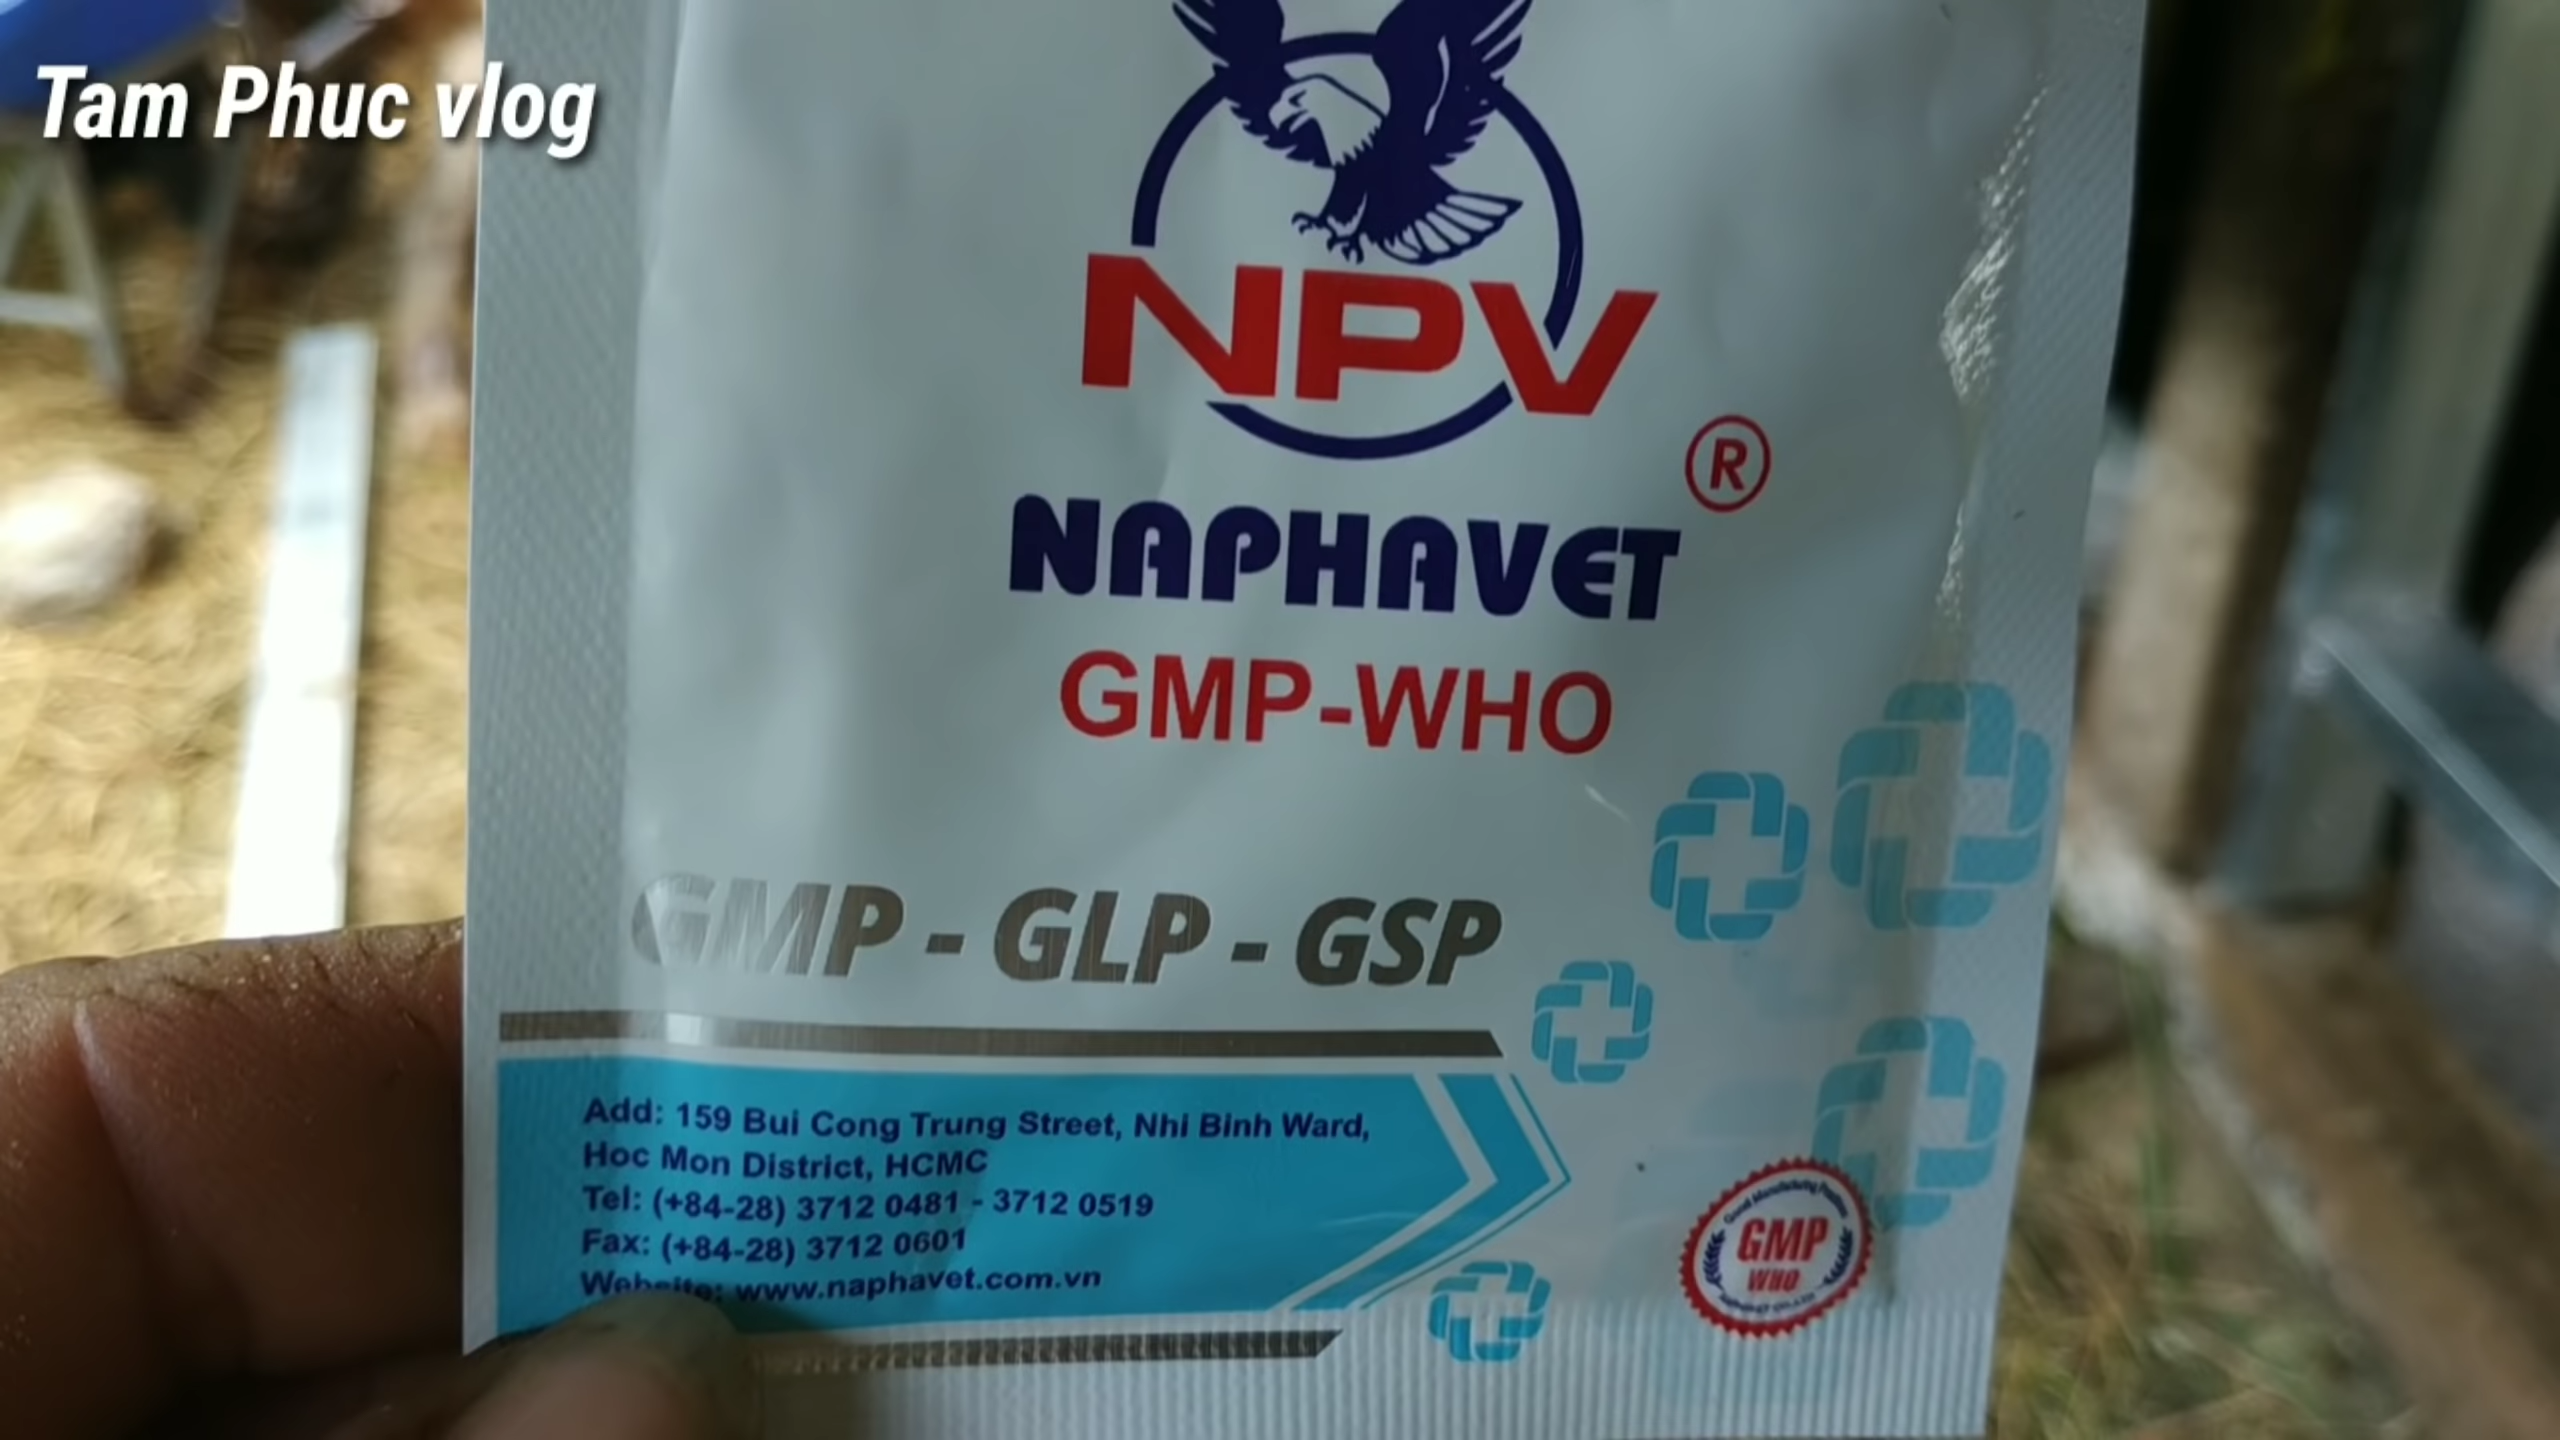 Tam Phuc vlog
NPV
®
NAPHAVET
GMP-WHO
GMP - GLP - GSP
Add: 159 Bui Cong Trung Street, Nhi Binh Ward,
Hoc Mon District, HCMC
Tel: (+84-28) 3712 0481 - 3712 0519
Fax: (+84-28) 3712 0601
Website: www.naphavet.com.vn
GMP
WHO